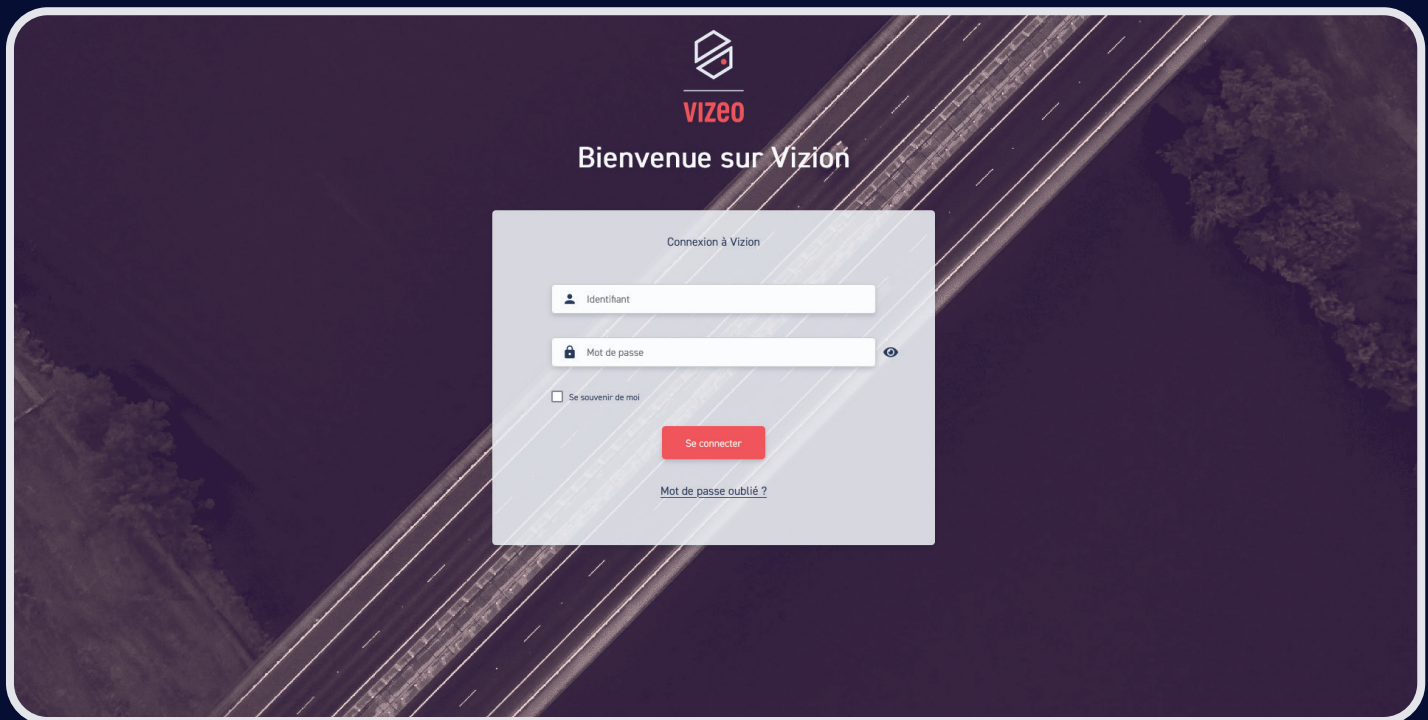 VIZEO
Bienvenue sur Vizion
Connexion à Vizion
Identifiant
Mot de passe
Se souvenir de moi
Se connecter
Mot de passe oublié ?